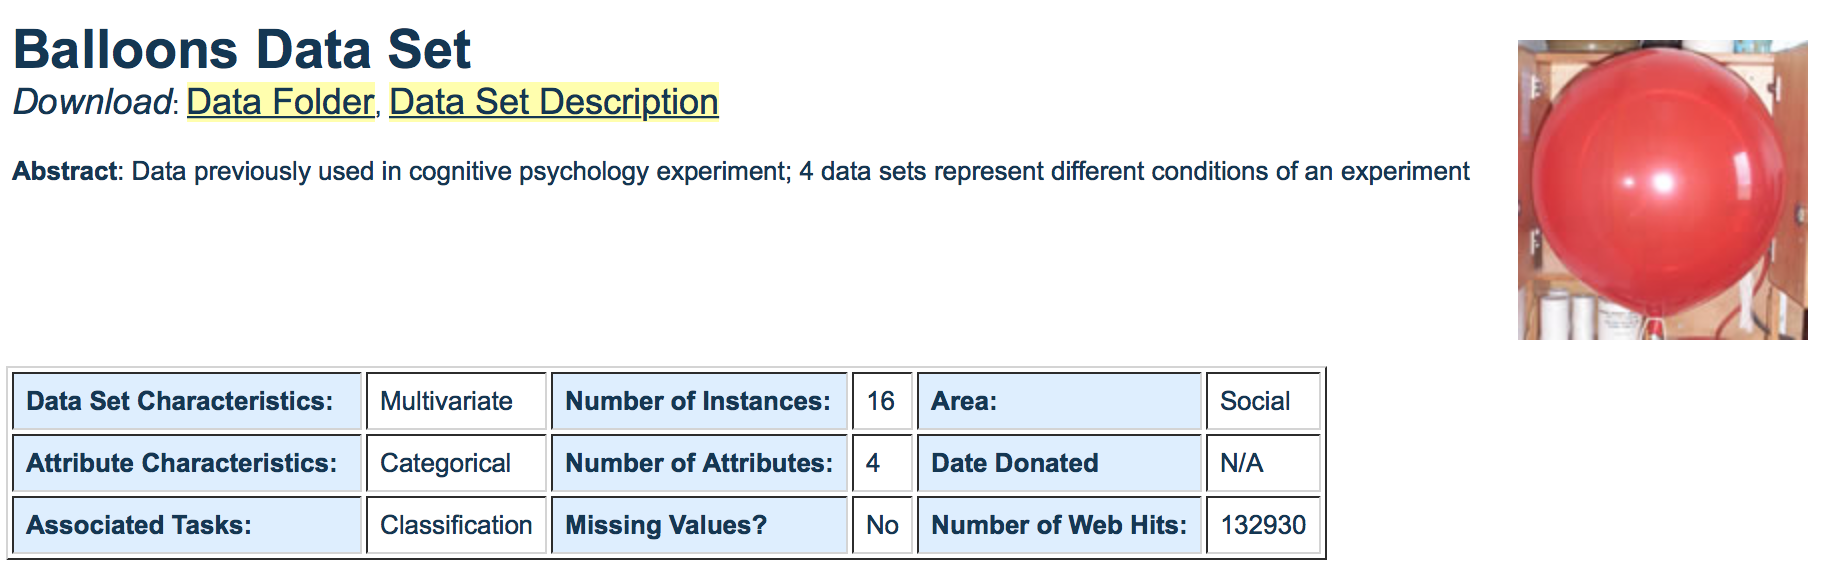 Balloons Data Set
Download: Data Folder, Data Set Description
Abstract: Data previously used in cognitive psychology experiment; 4 data sets represent different conditions of an experiment
Data Set Characteristics: Multivariate Number of Instances: 16 Area: Social
Attribute Characteristics: Categorical Number of Attributes: 4 Date Donated N/A
Associated Tasks: Classification Missing Values? No Number of Web Hits: 132930